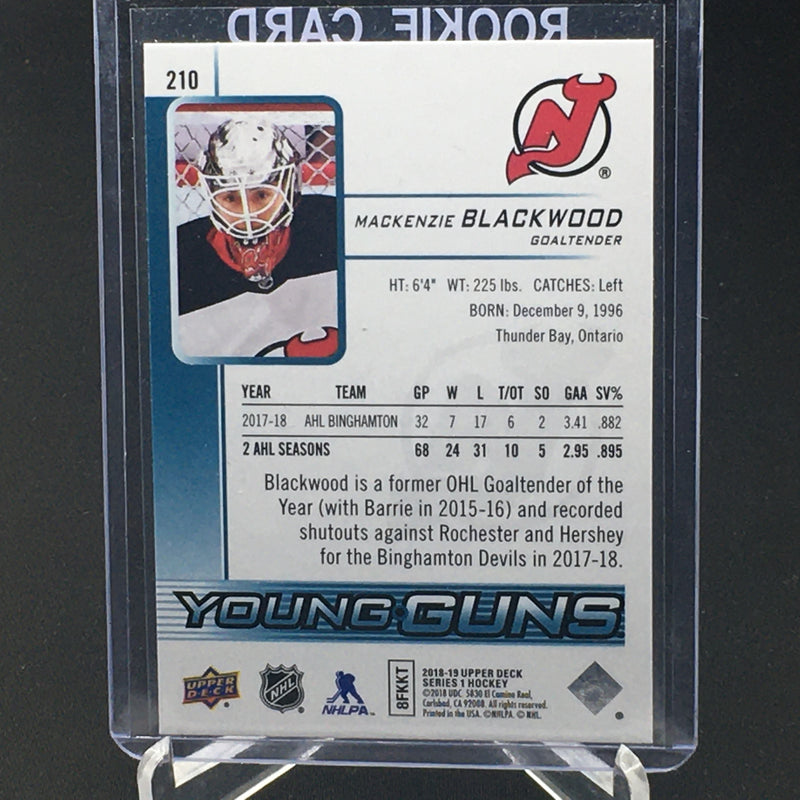 ROOKIE CARD
210
MACKENZIE BLACKWOOD
GOALTENDER
HT: 6'4" WT: 225 lbs. CATCHES: Left
BORN: December 9, 1996
Thunder Bay, Ontario
YEAR TEAM GP W L T/OT SO GAA SV%
2017-18 AHL BINGHAMTON 32 7 17 6 2 3.41 .882
2 AHL SEASONS 68 24 31 10 5 2.95 .895
Blackwood is a former OHL Goaltender of the
Year (with Barrie in 2015-16) and recorded
shutouts against Rochester and Hershey
for the Binghamton Devils in 2017-18.
YOUNG GUNS
UPPER DECK
NHL
NHLPA
8FKKT
2018-19 UPPER DECK
SERIES 1 HOCKEY
©2018 UDC. 5830 El Camino Real,
Carlsbad, CA 92008. All rights reserved.
Printed in the USA. ©NHLPA. © NHL.